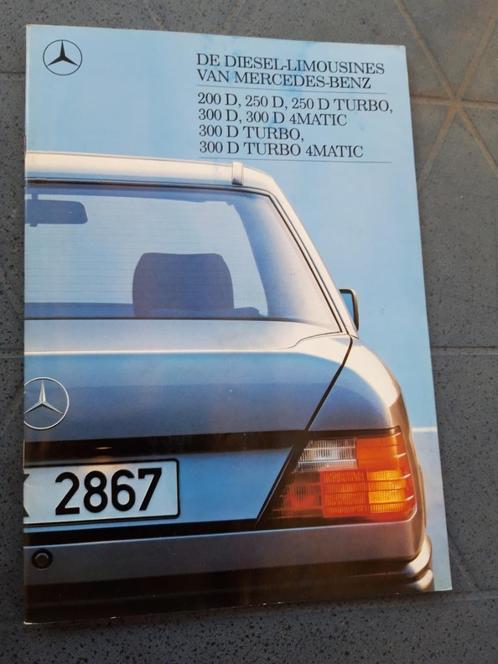 DE DIESEL-LIMOUSINES
VAN MERCEDES-BENZ
200 D, 250 D, 250 D TURBO,
300 D, 300 D 4MATIC
300 D TURBO,
300 D TURBO 4MATIC
2867